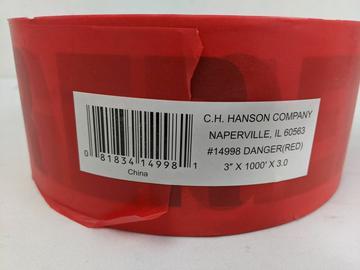 C.H. HANSON COMPANY
NAPERVILLE, IL 60563
#14998 DANGER(RED)
3" X 1000' X 3.0
0 81834 14998 1
China